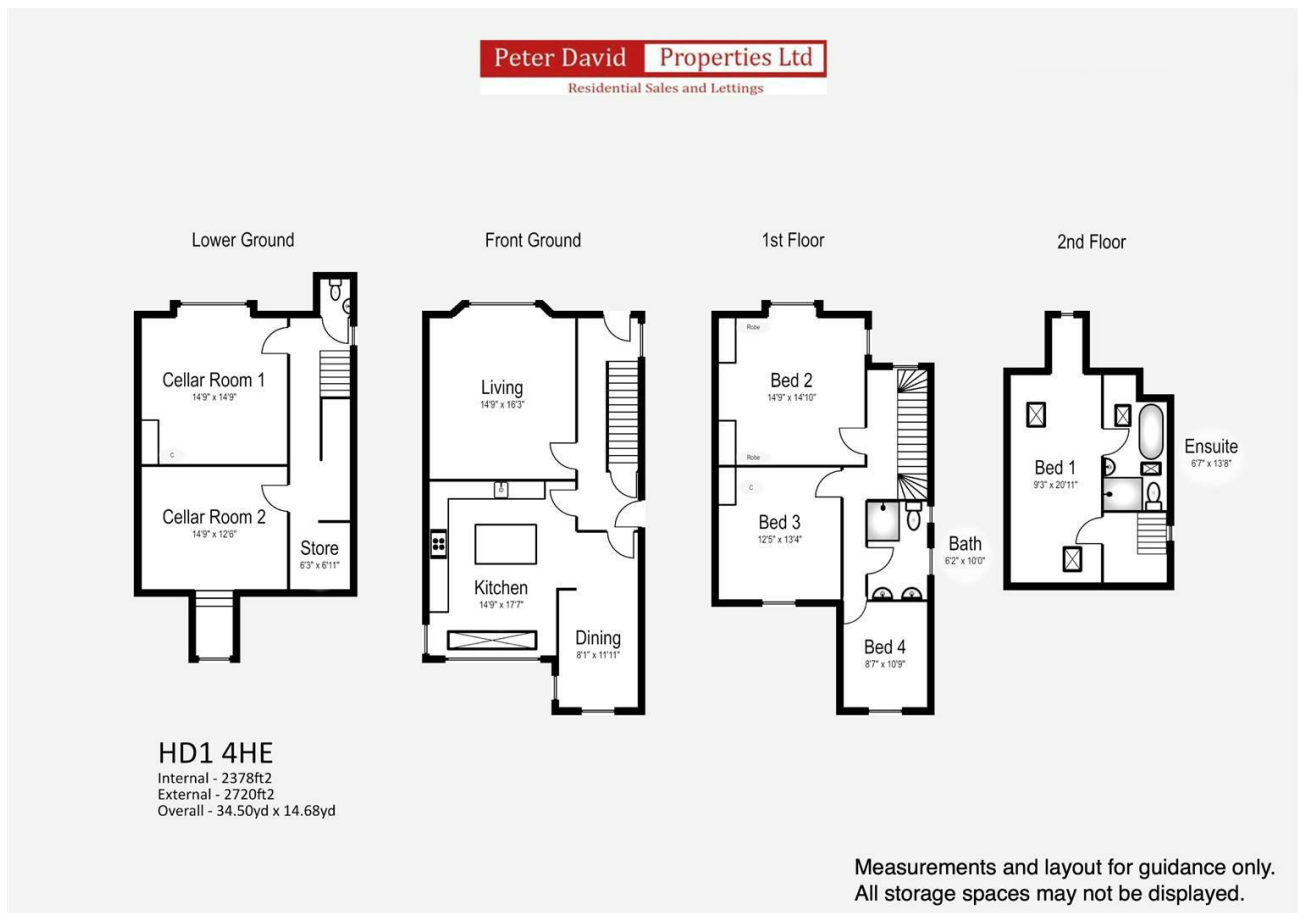 Peter David Properties Ltd
Residential Sales and Lettings
Lower Ground
Front Ground
1st Floor
2nd Floor
Cellar Room 1
14'9" x 14'9"
C
Cellar Room 2
14'9" x 12'6"
Store
6'3" x 6'11"
Living
14'9" x 16'3"
Kitchen
14'9" x 17'7"
Dining
8'1" x 11'11"
Robe
Bed 2
14'9" x 14'10"
Robe
C
Bed 3
12'5" x 13'4"
Bath
6'2" x 10'0"
Bed 4
8'7" x 10'9"
Bed 1
9'3" x 20'11"
Ensuite
6'7" x 13'8"
HD1 4HE
Internal - 2378ft2
External - 2720ft2
Overall - 34.50yd x 14.68yd
Measurements and layout for guidance only.
All storage spaces may not be displayed.